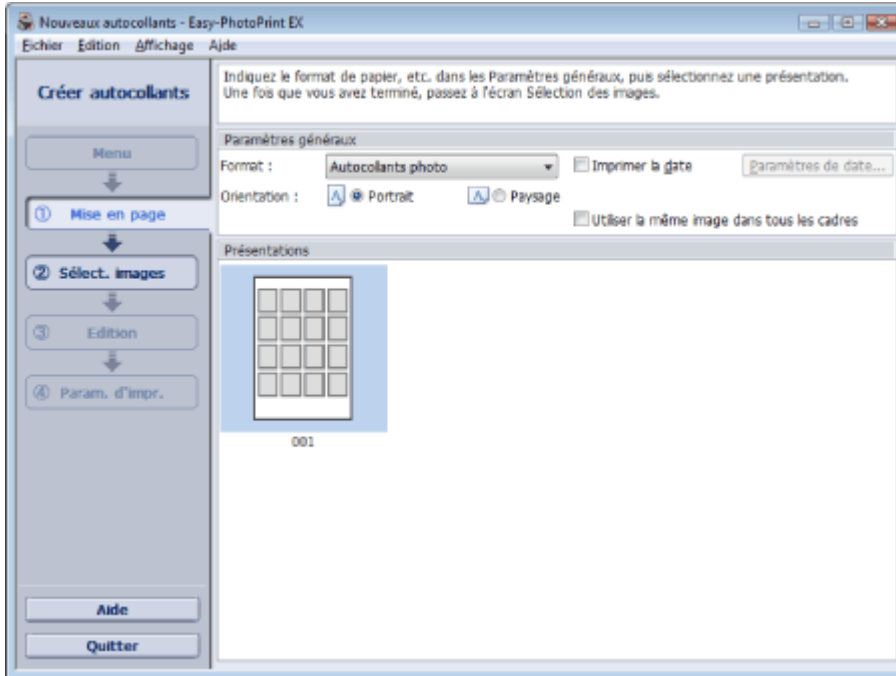 Nouveaux autocollants - Easy-PhotoPrint EX
Fichier Edition Affichage Ajde
Créer autocollants
Indiquez le format de papier, etc. dans les Paramètres généraux, puis sélectionnez une présentation.
Une fois que vous avez terminé, passez à l'écran Sélection des images.
Menu
① Mise en page
② Sélect. images
③ Edition
④ Param. d'impr.
Aide
Quitter
Paramètres généraux
Format : Autocollants photo Imprimer la date Paramètres de date...
Orientation : A Portrait A Paysage
Utiliser la même image dans tous les cadres
Présentations
001